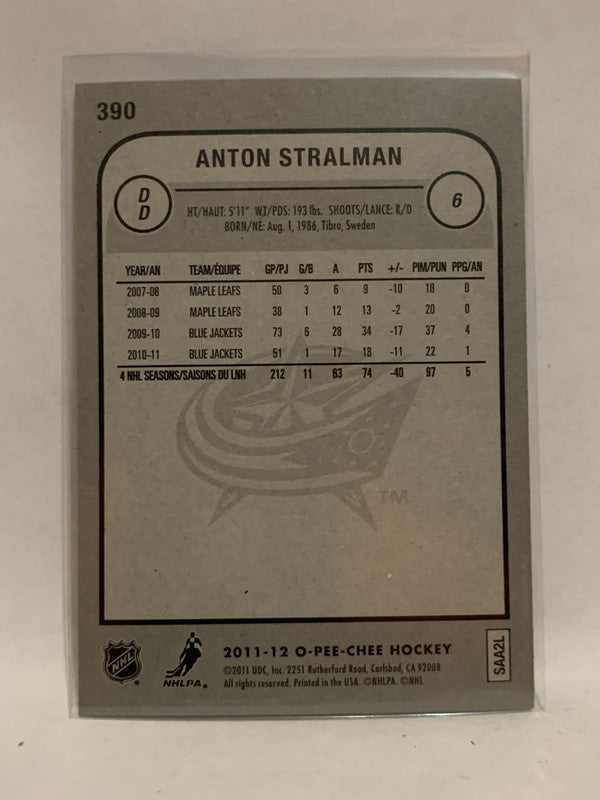 390
ANTON STRALMAN
D
D
6
HT/HAUT: 5'11" WT/PDS: 193 lbs. SHOOTS/LANCE: R/D
BORN/NÉ: Aug. 1, 1986, Tibro, Sweden
YEAR/AN TEAM/ÉQUIPE GP/PJ G/B A PTS +/- PIM/PUN PPG/AN
2007-08 MAPLE LEAFS 50 3 6 9 -10 18 0
2008-09 MAPLE LEAFS 38 1 12 13 -2 20 0
2009-10 BLUE JACKETS 73 6 28 34 -17 37 4
2010-11 BLUE JACKETS 51 1 17 18 -11 22 1
4 NHL SEASONS/SAISONS DU LNH 212 11 63 74 -40 97 5
TM
NHL
NHLPA®
2011-12 O-PEE-CHEE HOCKEY
©2011 UDC, Inc. 2251 Rutherford Road, Carlsbad, CA 92008.
All rights reserved. Printed in the USA. ©NHLPA. ©NHL
SAA2L